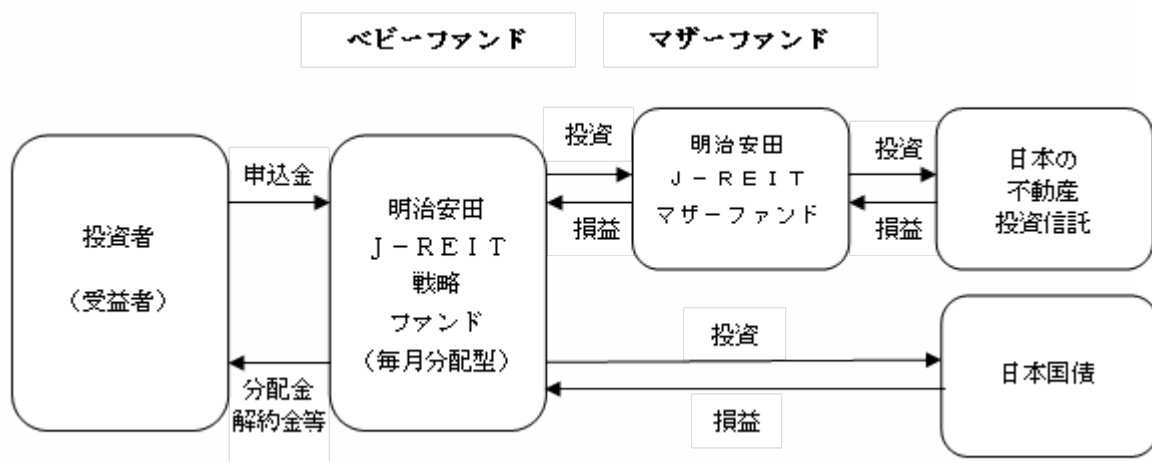 ベビーファンド
マザーファンド
投資者
（受益者）
申込金
分配金
解約金等
明治安田
Ｊ－ＲＥＩＴ
戦略
ファンド
（毎月分配型）
投資
損益
明治安田
Ｊ－ＲＥＩＴ
マザーファンド
投資
損益
日本の
不動産
投資信託
投資
損益
日本国債